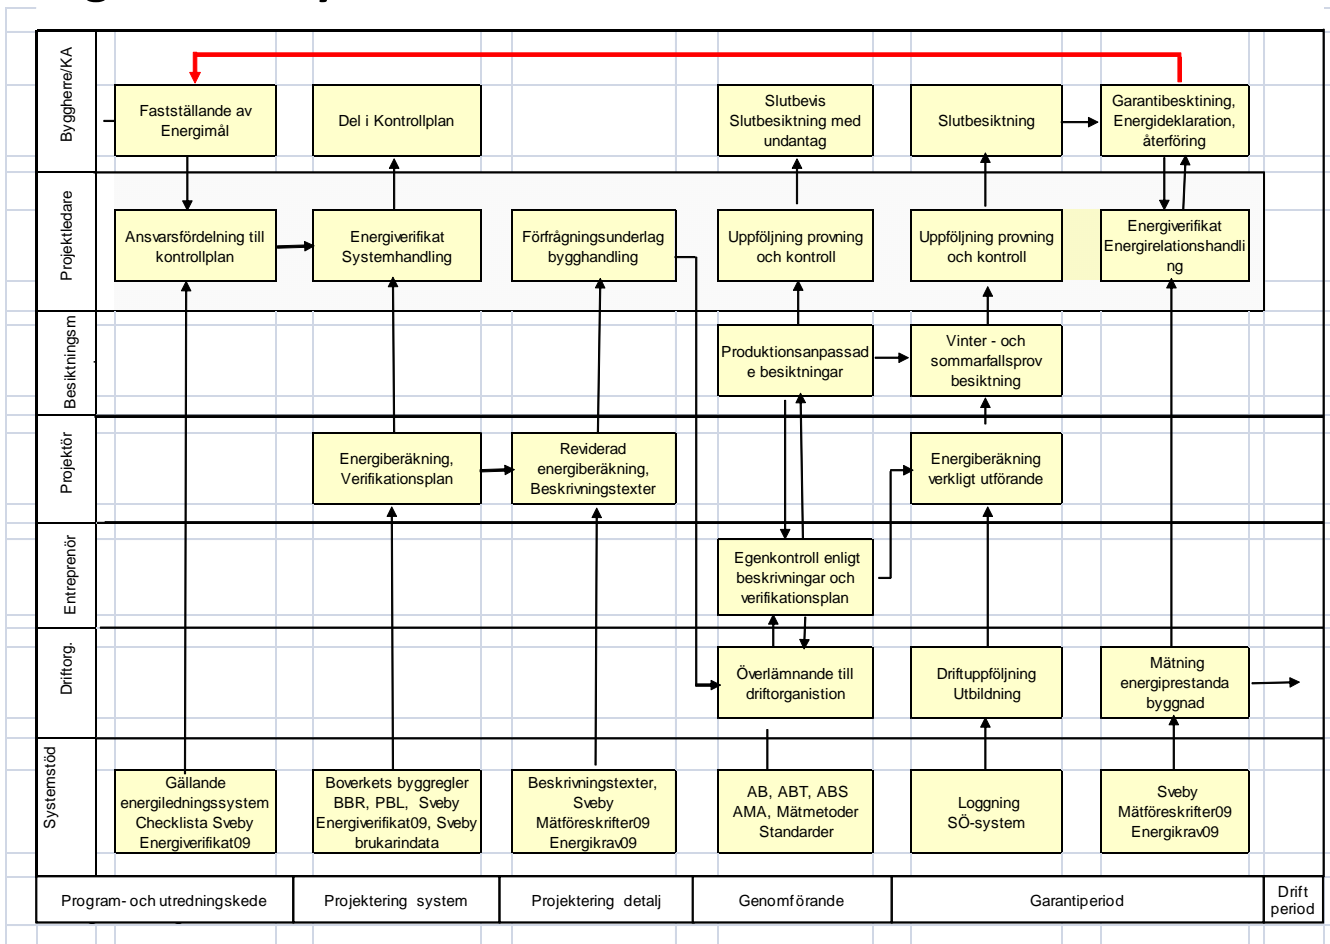 Byggherre/KA
Fastställande av
Energimål
Del i Kontrollplan
Slutbevis
Slutbesiktning med
undantag
Slutbesiktning
Garantibesktining,
Energideklaration,
återföring
Projektledare
Ansvarsfördelning till
kontrollplan
Energiverifikat
Systemhandling
Förfrågningsunderlag
bygghandling
Uppföljning provning
och kontroll
Uppföljning provning
och kontroll
Energiverifikat
Energirelationshandli
ng
Besiktningsm
Produktionsanpassad
e besiktningar
Vinter - och
sommarfallsprov
besiktning
Projektör
Energiberäkning,
Verifikationsplan
Reviderad
energiberäkning,
Beskrivningstexter
Energiberäkning
verkligt utförande
Entreprenör
Egenkontroll enligt
beskrivningar och
verifikationsplan
Driftorg.
Överlämnande till
driftorganistion
Driftuppföljning
Utbildning
Mätning
energiprestanda
byggnad
Systemstöd
Gällande
energiledningssystem
Checklista Sveby
Energiverifikat09
Boverkets byggregler
BBR, PBL, Sveby
Energiverifikat09, Sveby
brukarindata
Beskrivningstexter,
Sveby
Mätföreskrifter09
Energikrav09
AB, ABT, ABS
AMA, Mätmetoder
Standarder
Loggning
SÖ-system
Sveby
Mätföreskrifter09
Energikrav09
Program- och utredningskede
Projektering system
Projektering detalj
Genomförande
Garantiperiod
Drift
period